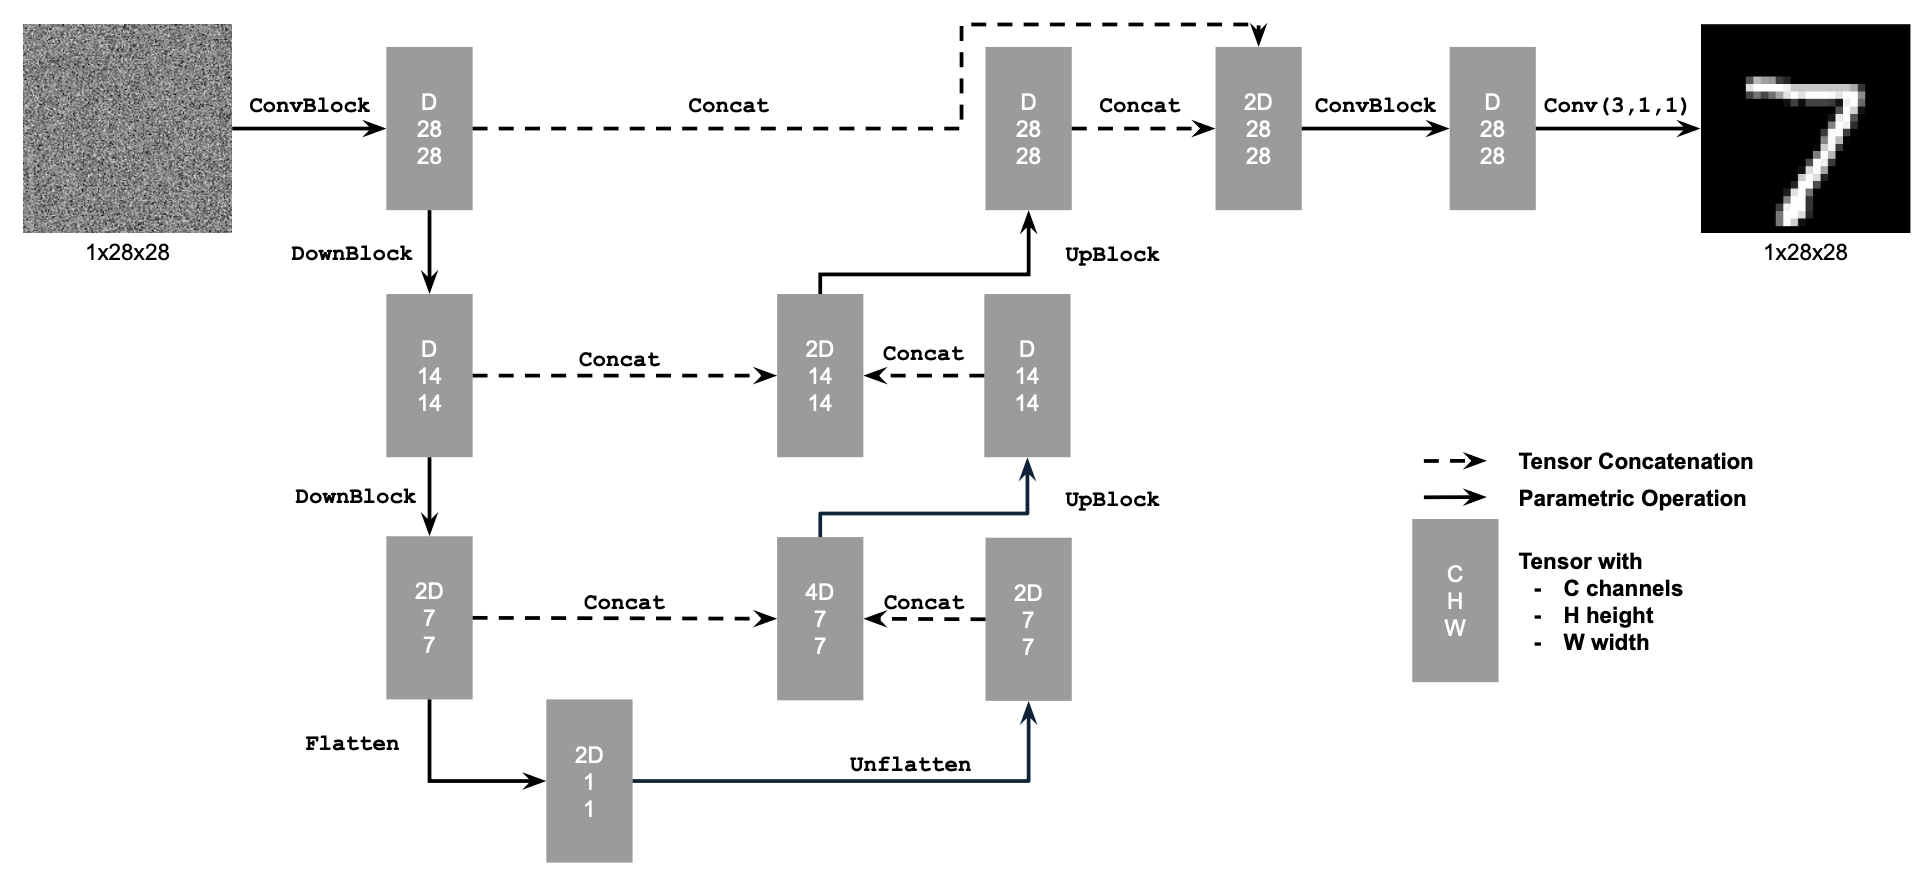 ConvBlock
D
28
28
Concat
D
28
28
Concat
2D
28
28
ConvBlock
D
28
28
Conv(3,1,1)
1x28x28
DownBlock
UpBlock
1x28x28
D
14
14
Concat
2D
14
14
Concat
D
14
14
DownBlock
UpBlock
Tensor Concatenation
Parametric Operation
2D
7
7
Concat
4D
7
7
Concat
2D
7
7
C
H
W
Tensor with
- C channels
- H height
- W width
Flatten
2D
1
1
Unflatten